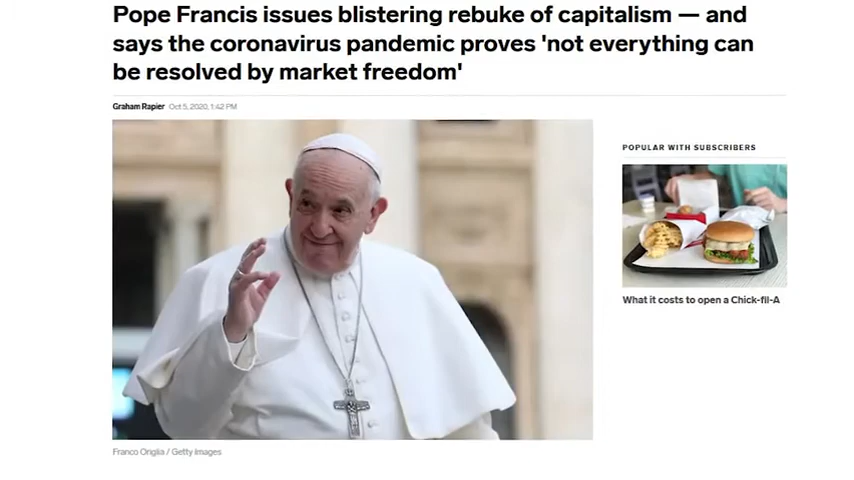 Pope Francis issues blistering rebuke of capitalism — and
says the coronavirus pandemic proves 'not everything can
be resolved by market freedom'
Graham Rapier Oct 5, 2020, 1:42 PM
POPULAR WITH SUBSCRIBERS
What it costs to open a Chick-fil-A
Franco Origlia / Getty Images